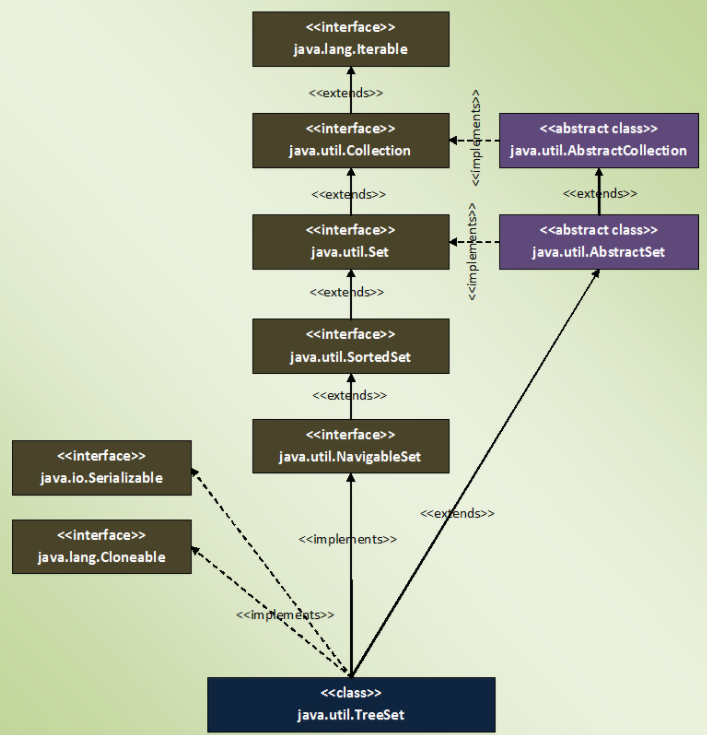 <<interface>>
java.lang.Iterable
<<extends>>
<<interface>>
java.util.Collection
<<implements>>
<<abstract class>>
java.util.AbstractCollection
<<extends>>
<<extends>>
<<interface>>
java.util.Set
<<implements>>
<<abstract class>>
java.util.AbstractSet
<<extends>>
<<interface>>
java.util.SortedSet
<<extends>>
<<interface>>
java.util.NavigableSet
<<interface>>
java.io.Serializable
<<extends>>
<<interface>>
java.lang.Cloneable
<<implements>>
<<implements>>
<<class>>
java.util.TreeSet